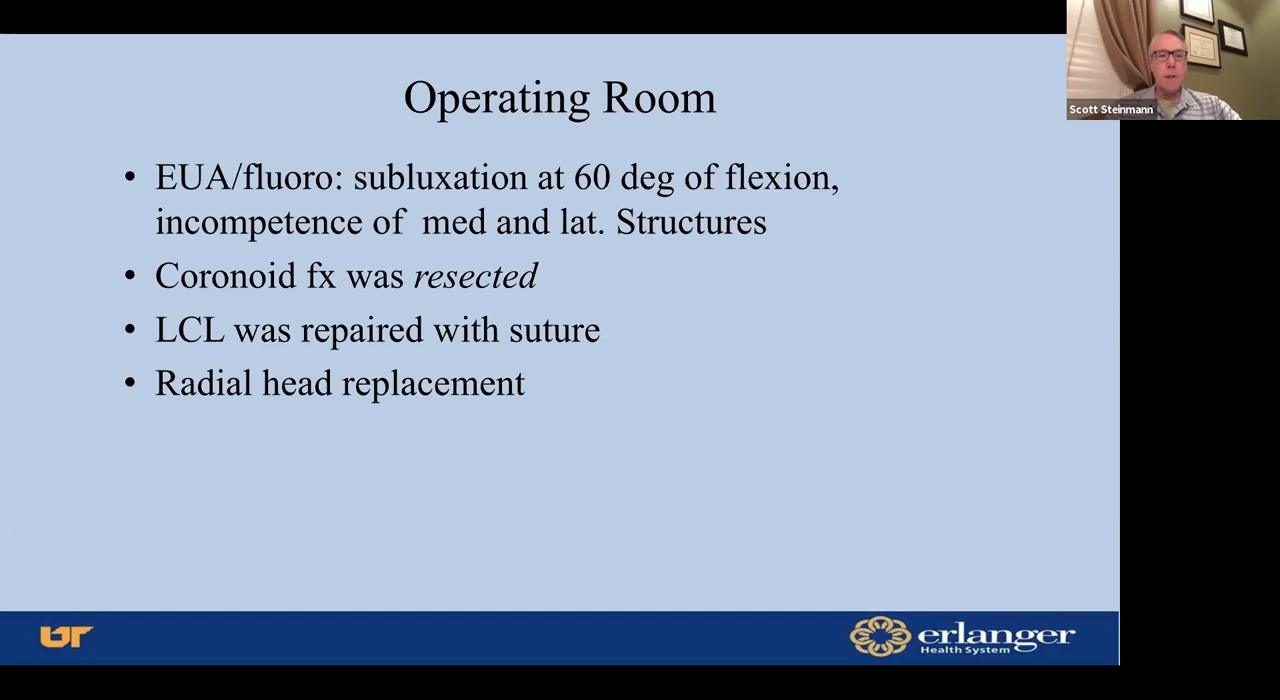 Operating Room
• EUA/fluoro: subluxation at 60 deg of flexion,
incompetence of  med and lat. Structures
• Coronoid fx was resected
• LCL was repaired with suture
• Radial head replacement
Scott Steinmann
UT
erlanger
Health System